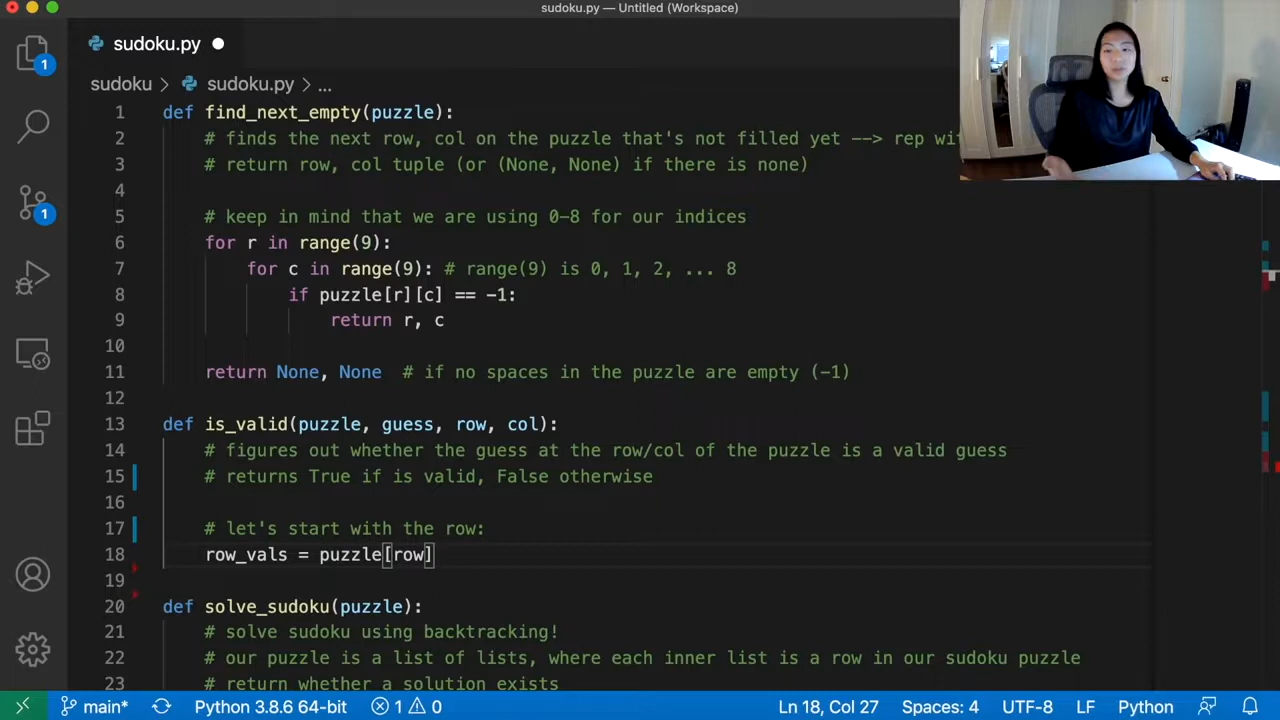 sudoku.py — Untitled (Workspace)
sudoku.py
sudoku > sudoku.py > ...
1 def find_next_empty(puzzle):
2 # finds the next row, col on the puzzle that's not filled yet --> rep
3 # return row, col tuple (or (None, None) if there is none)
4
5 # keep in mind that we are using 0-8 for our indices
6 for r in range(9):
7 for c in range(9): # range(9) is 0, 1, 2, ... 8
8 if puzzle[r][c] == -1:
9 return r, c
10
11 return None, None # if no spaces in the puzzle are empty (-1)
12
13 def is_valid(puzzle, guess, row, col):
14 # figures out whether the guess at the row/col of the puzzle is a valid guess
15 # returns True if is valid, False otherwise
16
17 # let's start with the row:
18 row_vals = puzzle[row]
19
20 def solve_sudoku(puzzle):
21 # solve sudoku using backtracking!
22 # our puzzle is a list of lists, where each inner list is a row in our sudoku puzzle
23 # return whether a solution exists
1
1
main* Python 3.8.6 64-bit 1 0 Ln 18, Col 27 Spaces: 4 UTF-8 LF Python